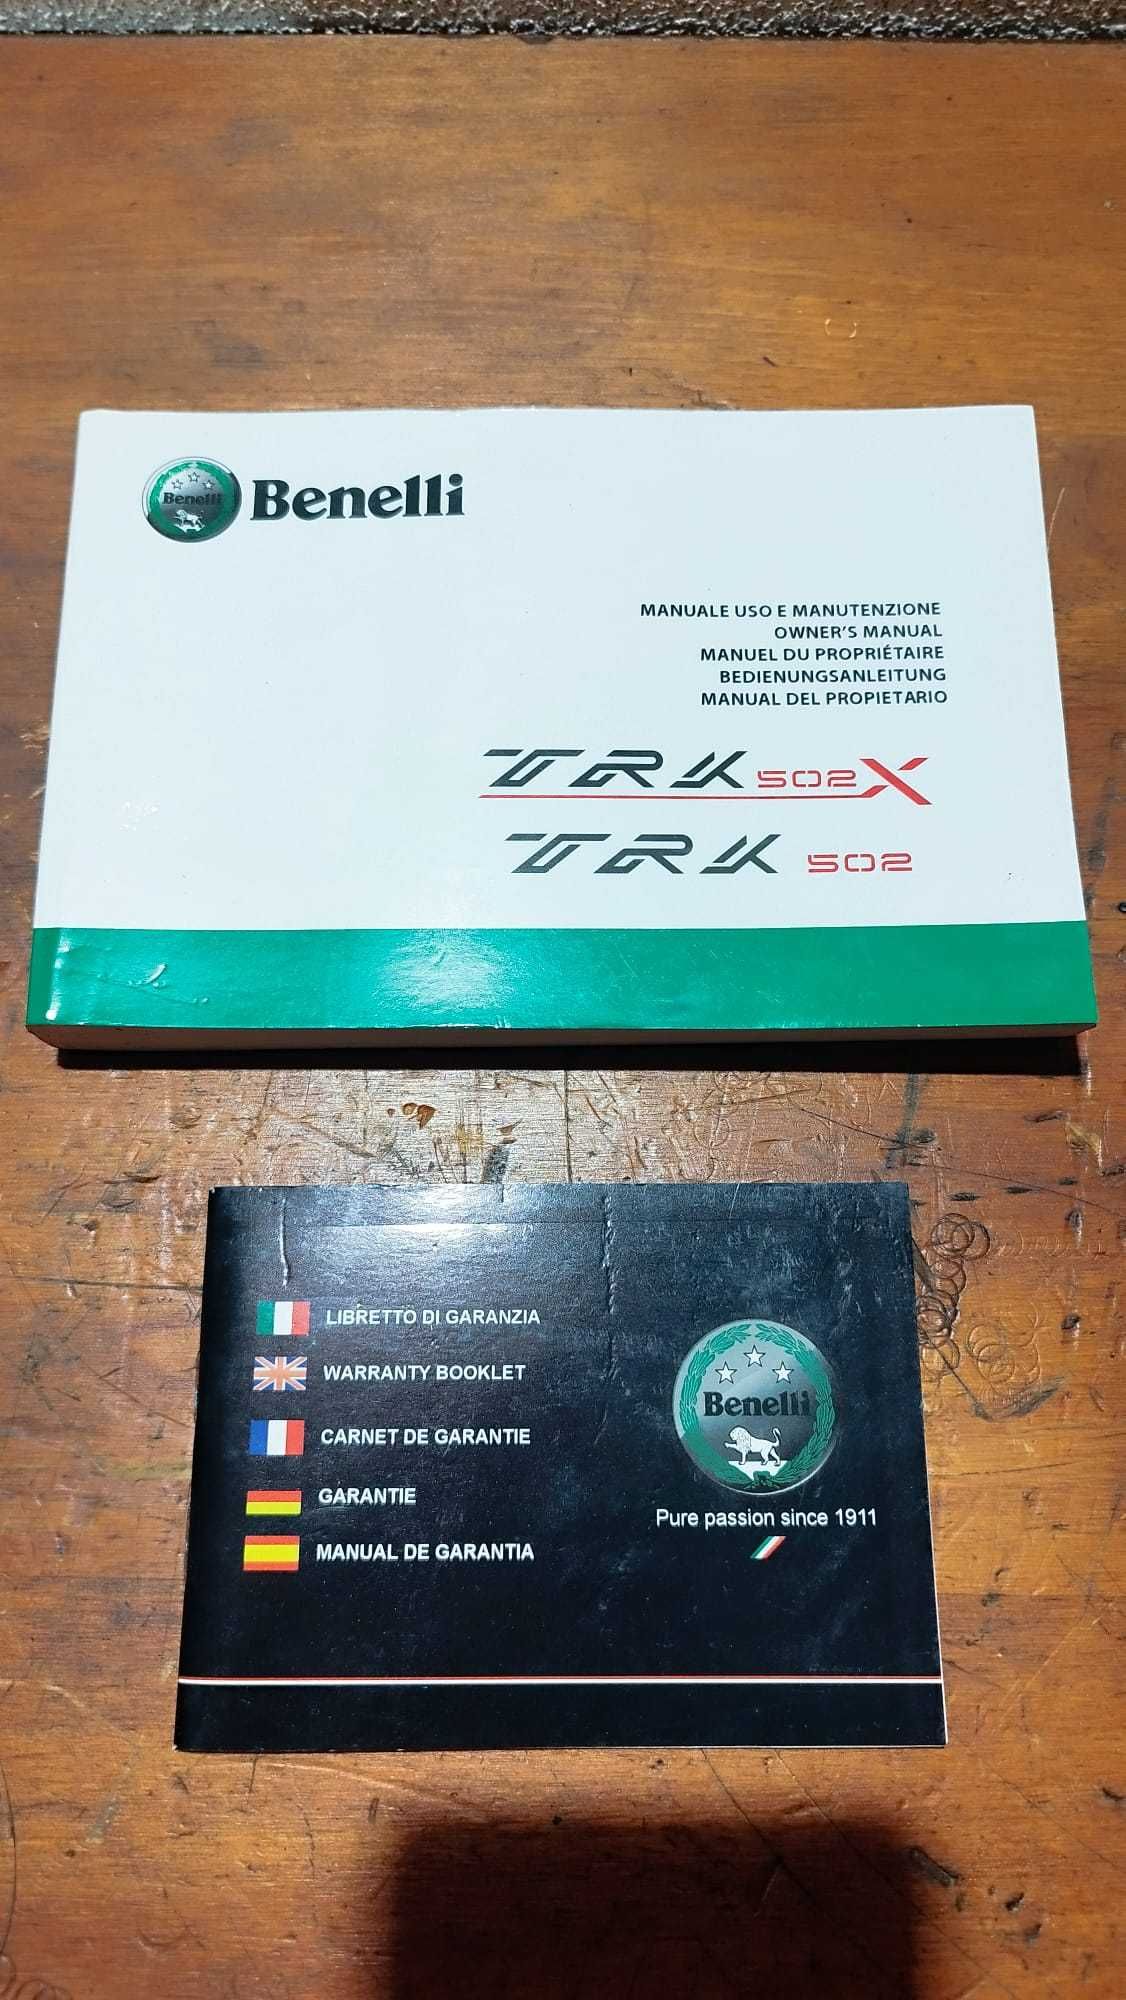 Benelli
Benelli
MANUALE USO E MANUTENZIONE
OWNER'S MANUAL
MANUEL DU PROPRIÉTAIRE
BEDIENUNGSANLEITUNG
MANUAL DEL PROPIETARIO
TRK 502X
TRK 502
LIBRETTO DI GARANZIA
WARRANTY BOOKLET
CARNET DE GARANTIE
GARANTIE
MANUAL DE GARANTIA
Benelli
Pure passion since 1911